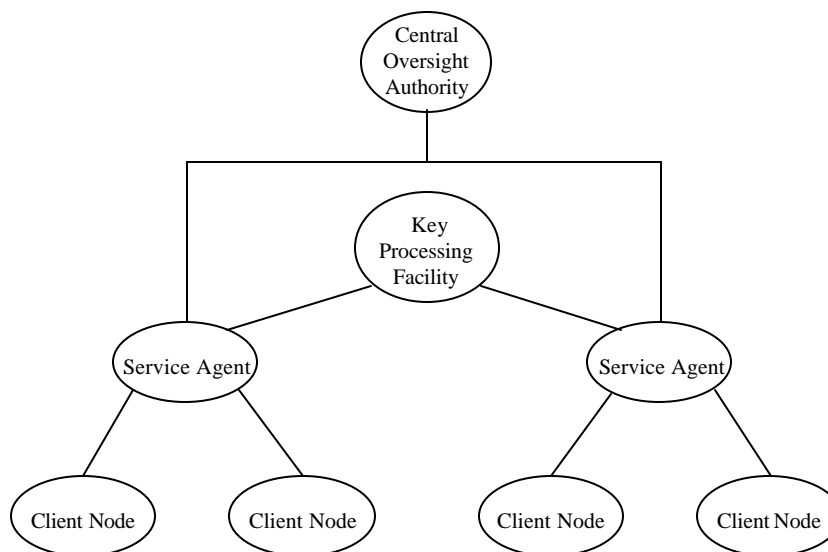 Central
Oversight
Authority
Key
Processing
Facility
Service Agent
Service Agent
Client Node
Client Node
Client Node
Client Node